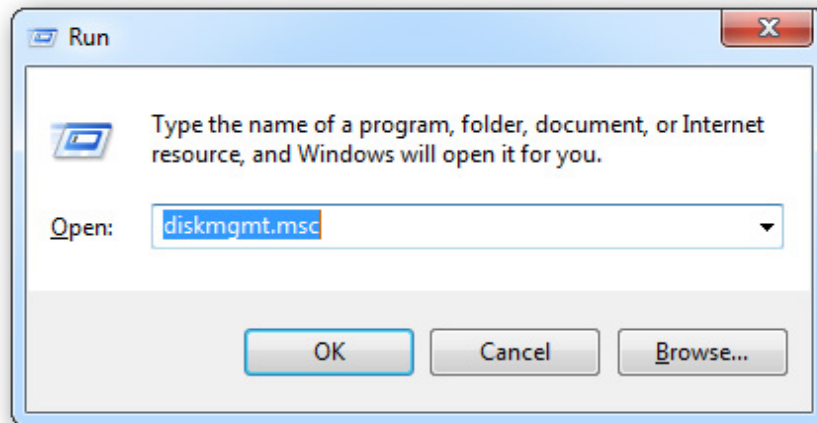 Run
Type the name of a program, folder, document, or Internet
resource, and Windows will open it for you.
Open: diskmgmt.msc
OK Cancel Browse...